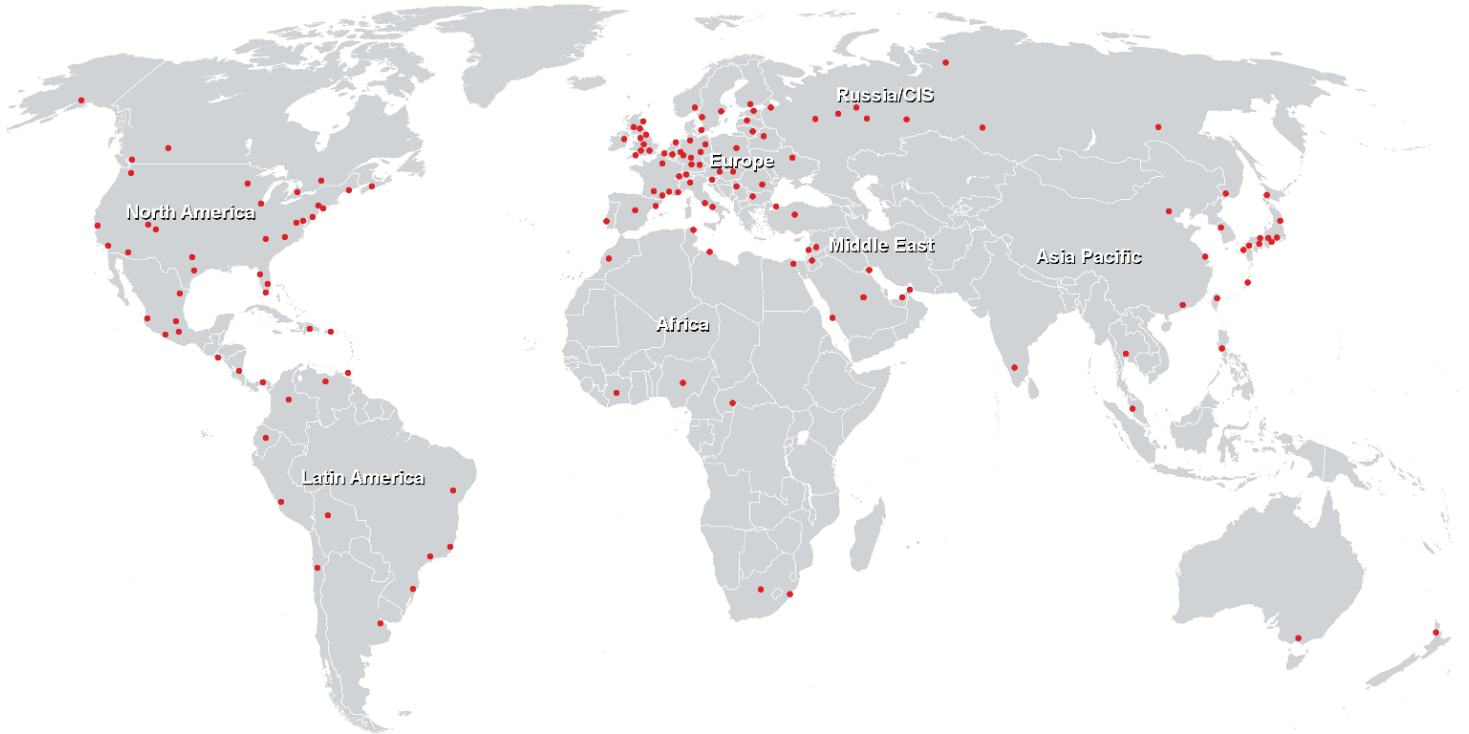 Russia/CIS
Europe
North America
Middle East
Asia Pacific
Africa
Latin America